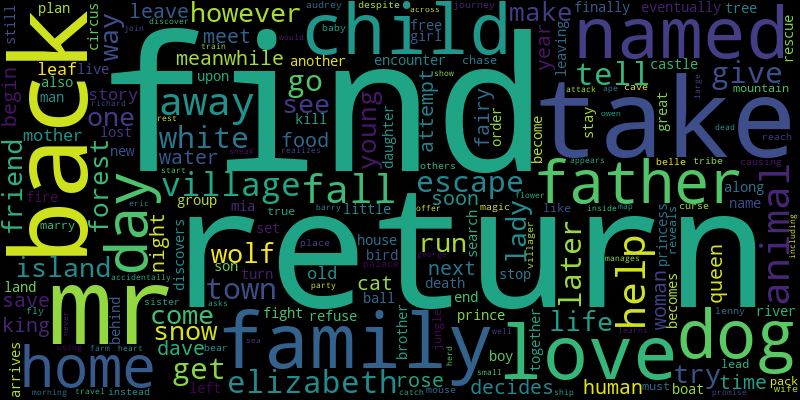 find
return
back
take
named
child
father
family
love
dog
mr
home
day
animal
help
village
fall
away
white
wolf
town
snow
elizabeth
escape
run
lady
life
later
island
friend
forest
young
go
see
one
way
however
meanwhile
make
meet
leave
tell
give
get
come
dave
human
try
time
queen
woman
princess
fairy
attempt
daughter
food
water
story
mother
begin
leaf
live
plan
circus
still
also
man
lost
new
fire
marry
eric
group
mia
night
discovers
son
set
turn
true
little
barry
house
bird
old
cat
ball
death
next
soon
search
stop
magic
offer
flower
villager
others
order
kill
another
upon
encounter
chase
girl
free
baby
despite
across
audrey
journey
finally
eventually
tree
leaving
year
castle
rescue
mountain
great
stay
become
attack
ape
cave
owen
dead
reach
large
show
would
belle
tribe
causing
appears
along
name
curse
reveals
like
inside
map
including
becomes
lenny
river
lead
boat
pack
wife
must
promise
decides
together
manages
prince
end
fight
refuse
brother
jungle
herd
boy
small
ship
rose
catch
mouse
left
bear
asks
palace
george
place
party
sea
well
learns
land
save
king
fly
sister
behind
accidentally
arrives
farm
heart
using
morning
travel
instead
join
discover
train
richard
rest
start
sneak
realizes